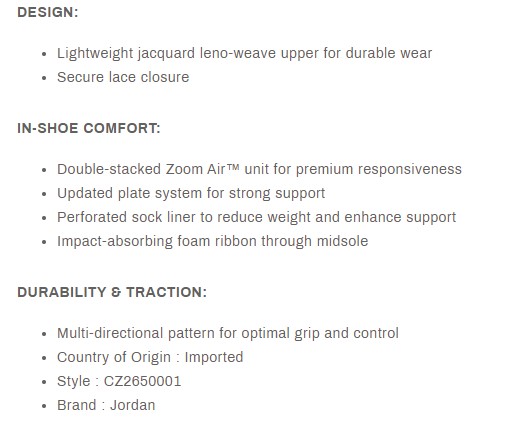 DESIGN:
• Lightweight jacquard leno-weave upper for durable wear
• Secure lace closure
IN-SHOE COMFORT:
• Double-stacked Zoom Air™ unit for premium responsiveness
• Updated plate system for strong support
• Perforated sock liner to reduce weight and enhance support
• Impact-absorbing foam ribbon through midsole
DURABILITY & TRACTION:
• Multi-directional pattern for optimal grip and control
• Country of Origin : Imported
• Style : CZ2650001
• Brand : Jordan